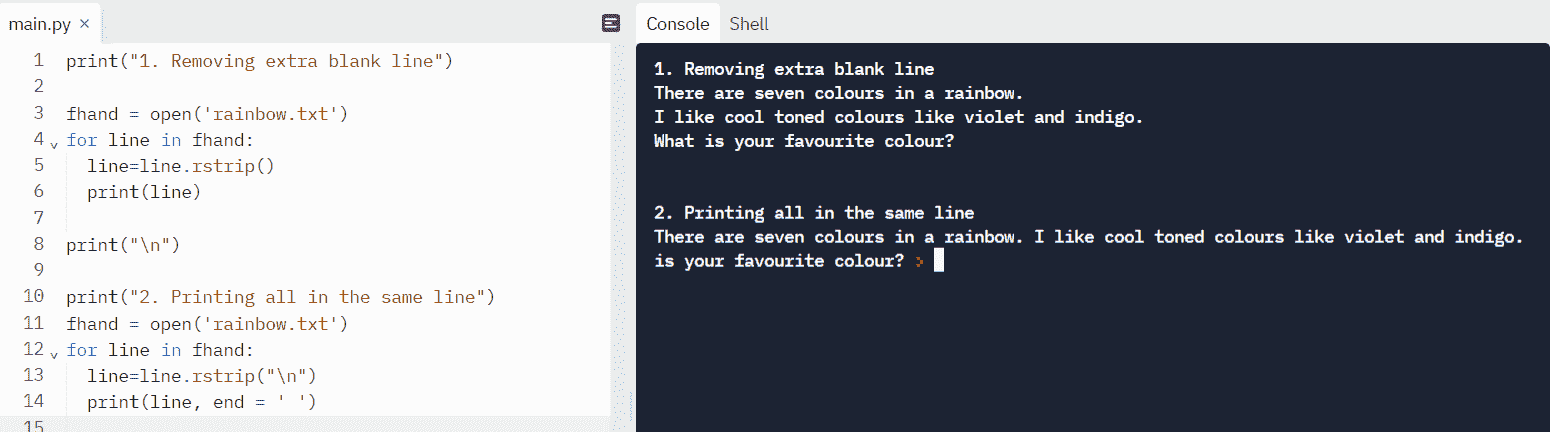 main.py ×
1 print("1. Removing extra blank line")
2
3 fhand = open('rainbow.txt')
4 for line in fhand:
5   line=line.rstrip()
6   print(line)
7
8 print("\n")
9
10 print("2. Printing all in the same line")
11 fhand = open('rainbow.txt')
12 for line in fhand:
13   line=line.rstrip("\n")
14   print(line, end = ' ')
15
Console Shell
1. Removing extra blank line
There are seven colours in a rainbow.
I like cool toned colours like violet and indigo.
What is your favourite colour?
2. Printing all in the same line
There are seven colours in a rainbow. I like cool toned colours like violet and indigo.
is your favourite colour?